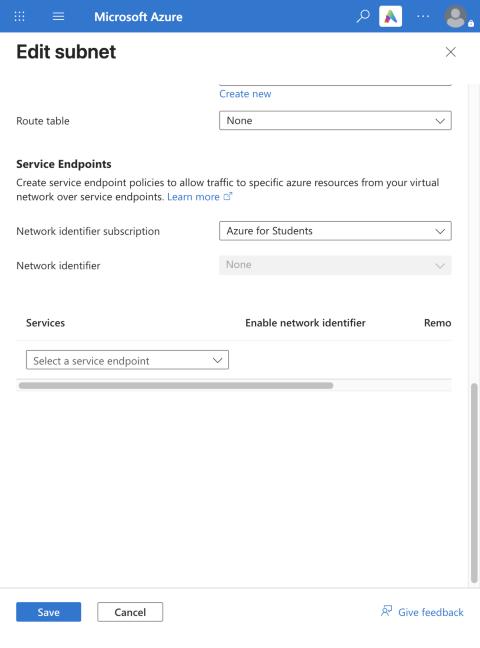 Microsoft Azure
Edit subnet
Create new
Route table
None
Service Endpoints
Create service endpoint policies to allow traffic to specific azure resources from your virtual
network over service endpoints. Learn more
Network identifier subscription
Azure for Students
Network identifier
None
Services
Enable network identifier
Remo
Select a service endpoint
Save
Cancel
Give feedback